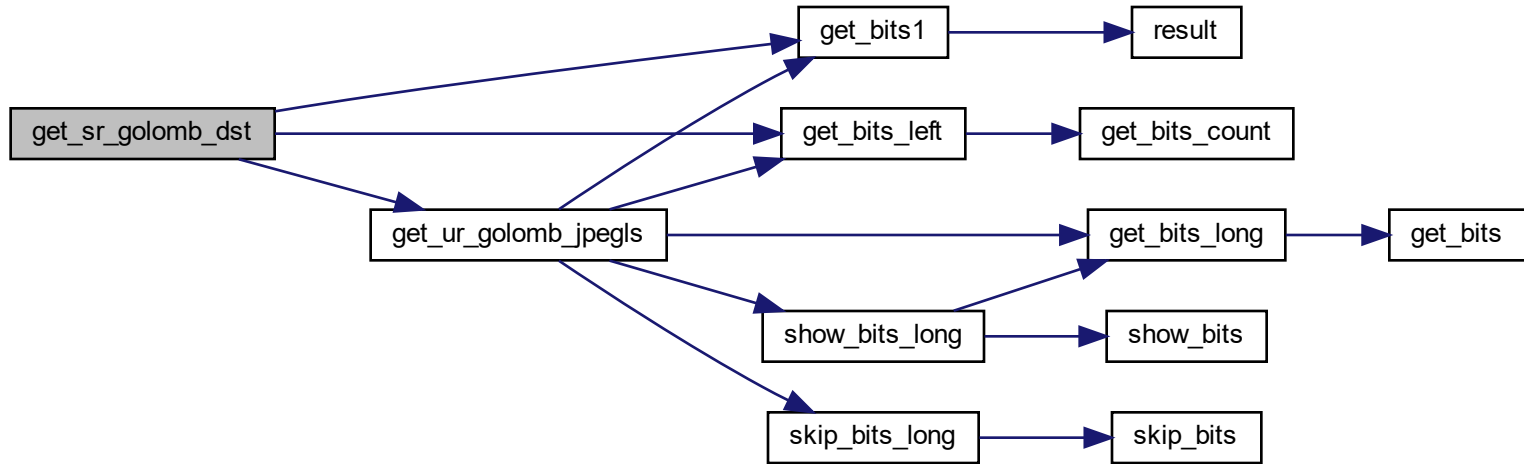 get_bits1
result
get_sr_golomb_dst
get_bits_left
get_bits_count
get_ur_golomb_jpegls
get_bits_long
get_bits
show_bits_long
show_bits
skip_bits_long
skip_bits